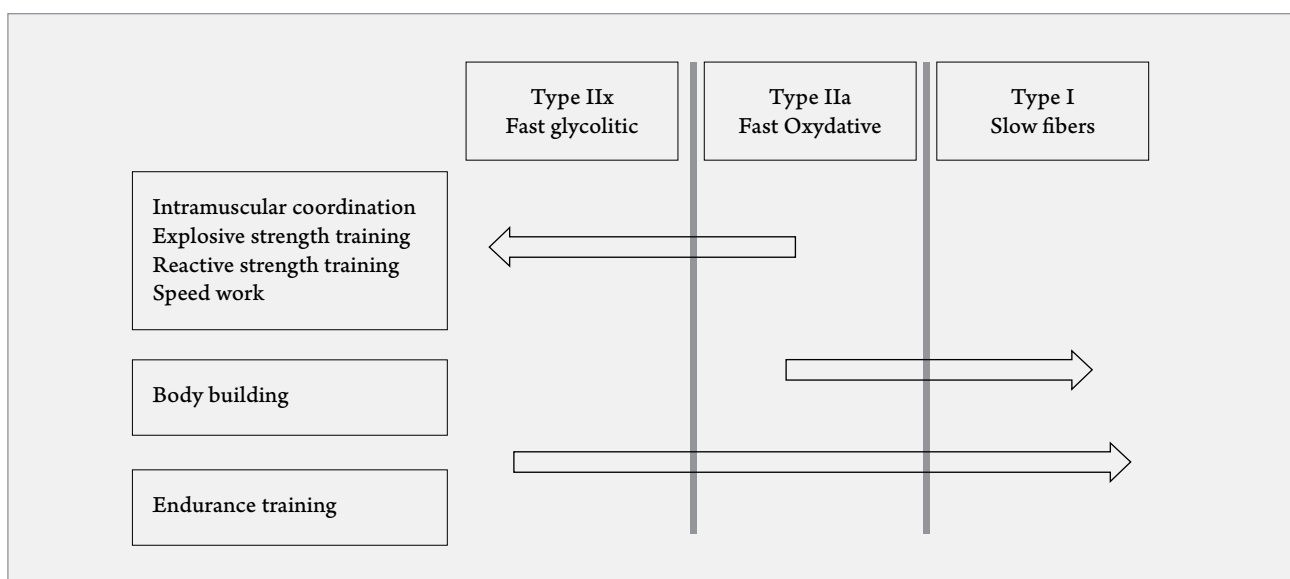 Type IIx
Fast glycolitic
Type IIa
Fast Oxydative
Type I
Slow fibers
Intramuscular coordination
Explosive strength training
Reactive strength training
Speed work
Body building
Endurance training